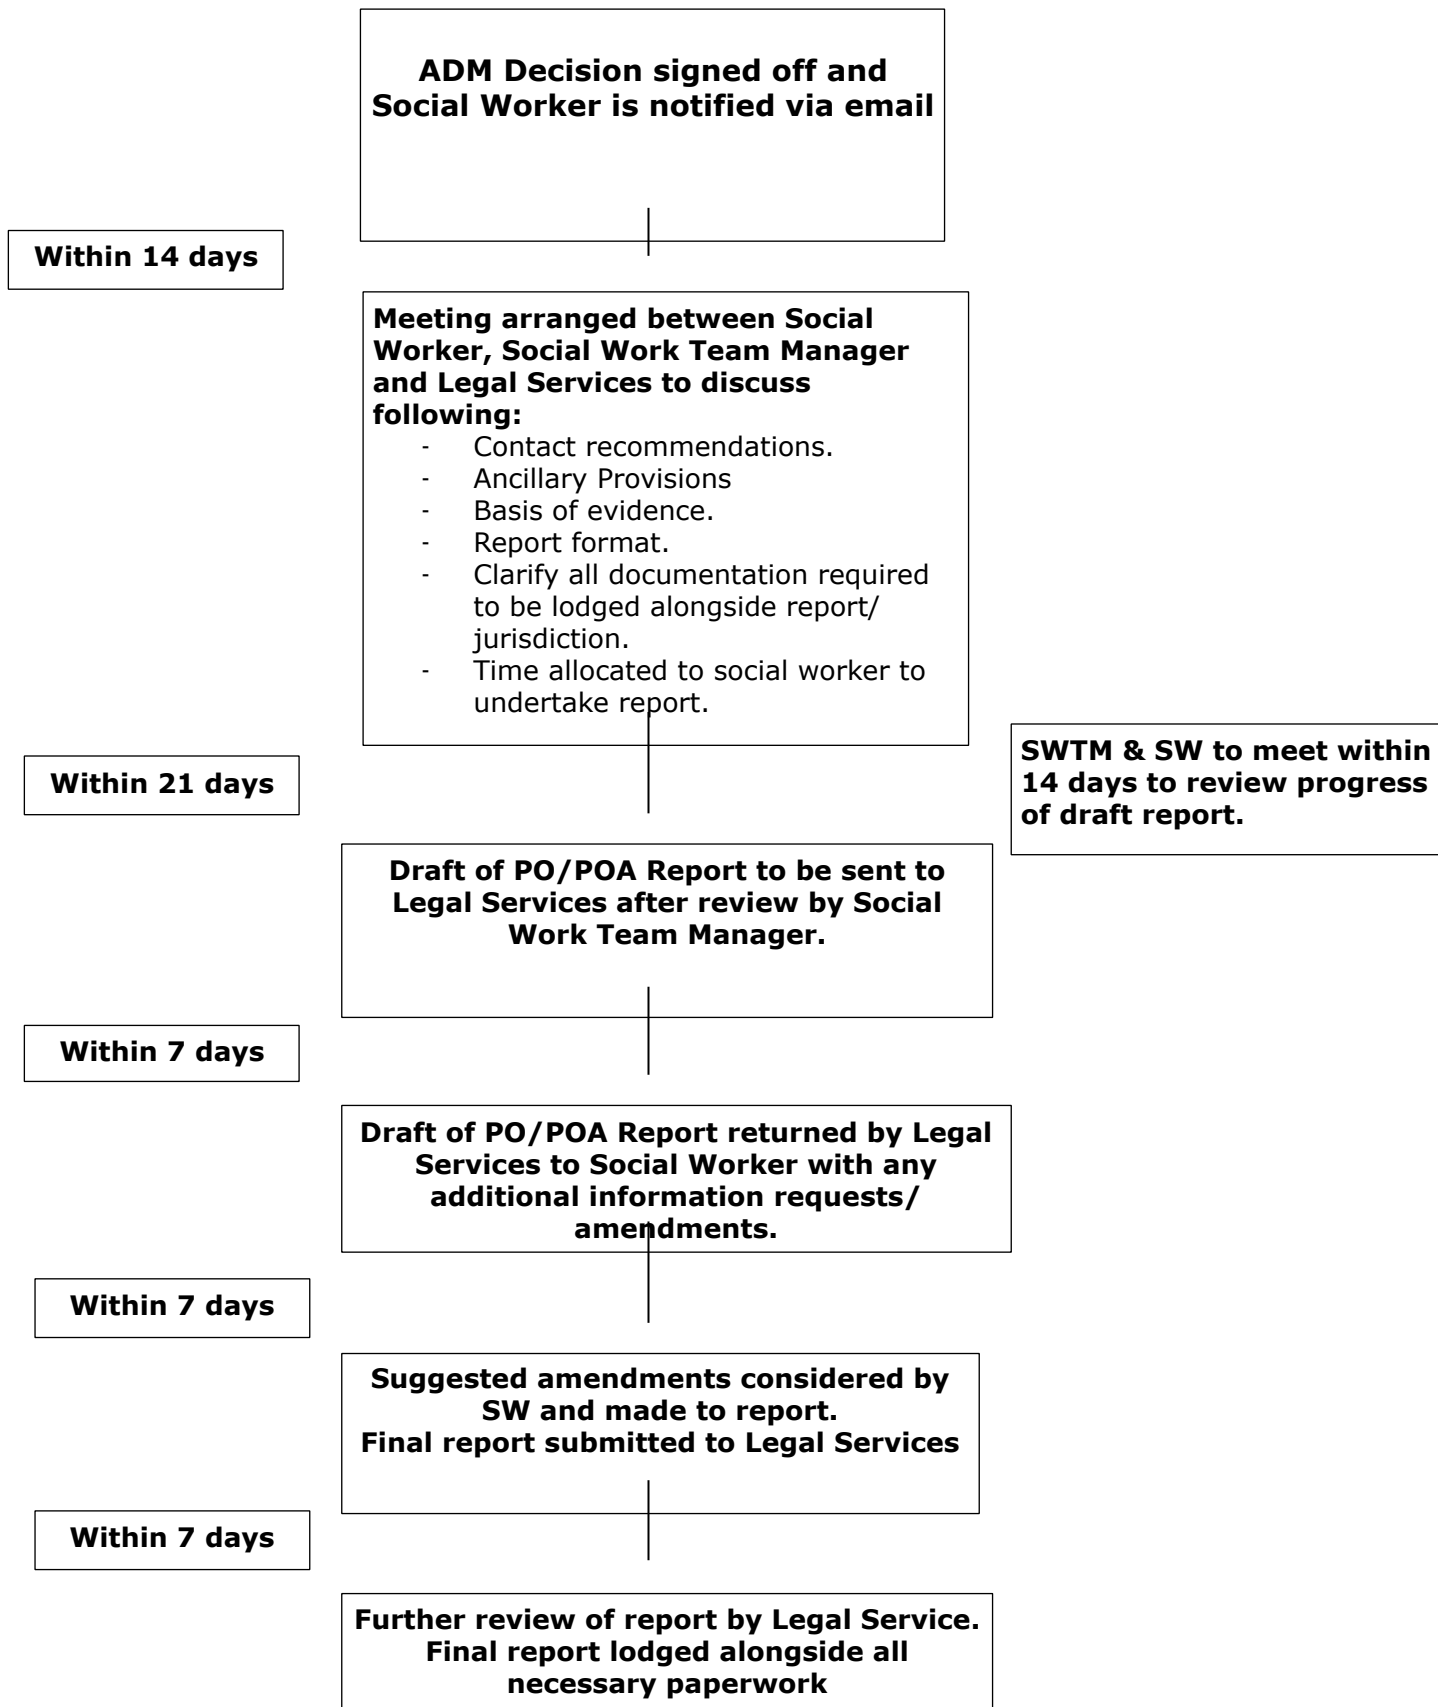 ADM Decision signed off and
Social Worker is notified via email
Within 14 days
Meeting arranged between Social
Worker, Social Work Team Manager
and Legal Services to discuss
following:
- Contact recommendations.
- Ancillary Provisions
- Basis of evidence.
- Report format.
- Clarify all documentation required
to be lodged alongside report/
jurisdiction.
- Time allocated to social worker to
undertake report.
Within 21 days
SWTM & SW to meet within
14 days to review progress
of draft report.
Draft of PO/POA Report to be sent to
Legal Services after review by Social
Work Team Manager.
Within 7 days
Draft of PO/POA Report returned by Legal
Services to Social Worker with any
additional information requests/
amendments.
Within 7 days
Suggested amendments considered by
SW and made to report.
Final report submitted to Legal Services
Within 7 days
Further review of report by Legal Service.
Final report lodged alongside all
necessary paperwork